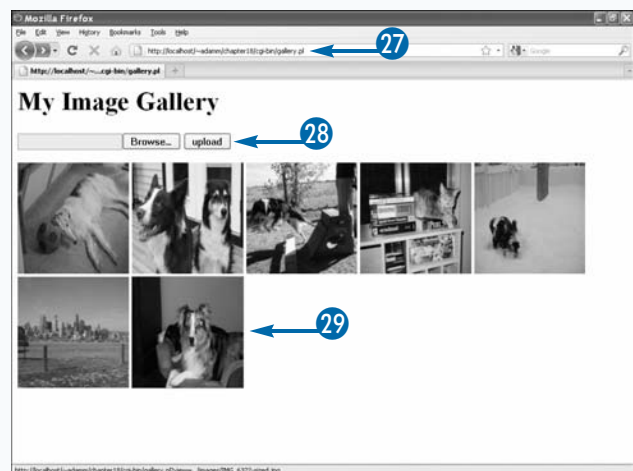 Mozilla Firefox
File Edit View History Bookmarks Tools Help
http://localhost/~adamm/chapter18/cgi-bin/gallery.pl
Google
27
http://localhost/~...cgi-bin/gallery.pl
My Image Gallery
Browse... upload
28
29